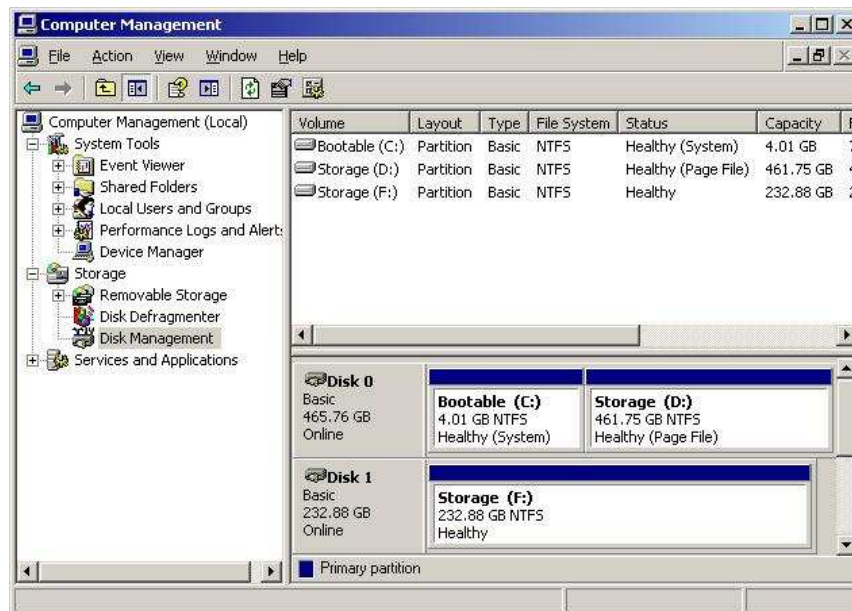 Computer Management
File Action View Window Help
Computer Management (Local)
System Tools
Event Viewer
Shared Folders
Local Users and Groups
Performance Logs and Alert
Device Manager
Storage
Removable Storage
Disk Defragmenter
Disk Management
Services and Applications
Volume Layout Type File System Status Capacity
Bootable (C:) Partition Basic NTFS Healthy (System) 4.01 GB
Storage (D:) Partition Basic NTFS Healthy (Page File) 461.75 GB
Storage (F:) Partition Basic NTFS Healthy 232.88 GB
Disk 0
Basic
465.76 GB
Online
Bootable (C:)
4.01 GB NTFS
Healthy (System)
Storage (D:)
461.75 GB NTFS
Healthy (Page File)
Disk 1
Basic
232.88 GB
Online
Storage (F:)
232.88 GB NTFS
Healthy
Primary partition